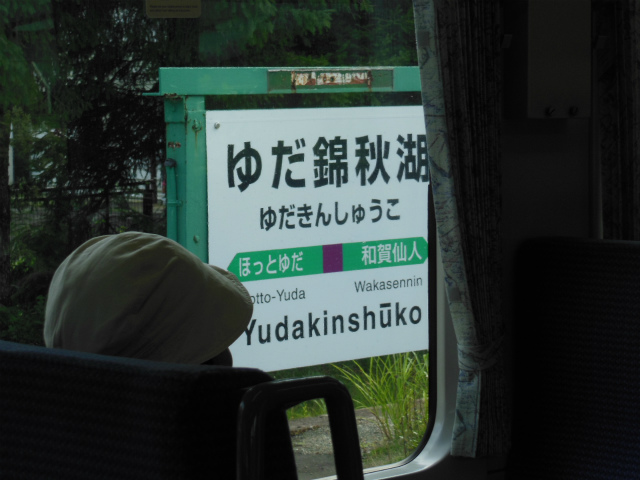 ゆだ錦秋湖
ゆだきんしゅうこ
ほっとゆだ 和賀仙人
otto-Yuda Wakasennin
Yudakinshūko